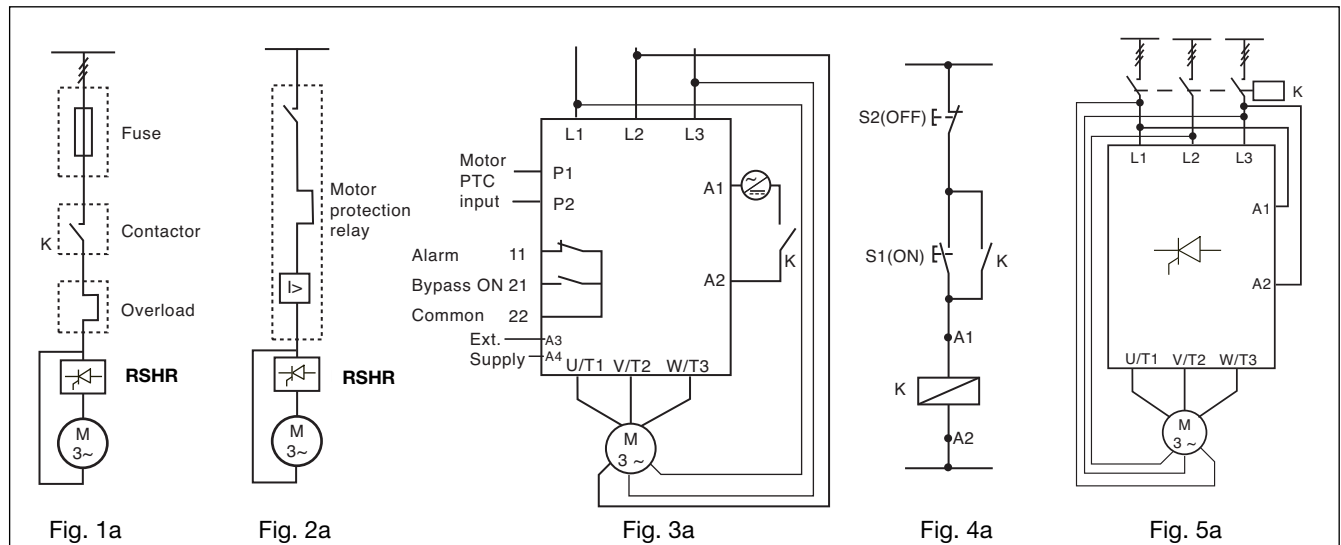 Fuse
K
Contactor
Overload
RSHR
M
3~
Fig. 1a
Motor
protection
relay
I>
RSHR
M
3~
Fig. 2a
L1 L2 L3
Motor
PTC
input
P1
P2
A1
Alarm 11
Bypass ON 21
Common 22
A2
K
Ext. A3
Supply A4
U/T1 V/T2 W/T3
M
3 ~
Fig. 3a
S2(OFF)
S1(ON)
K
A1
K
A2
Fig. 4a
K
L1 L2 L3
A1
A2
U/T1 V/T2 W/T3
M
3 ~
Fig. 5a